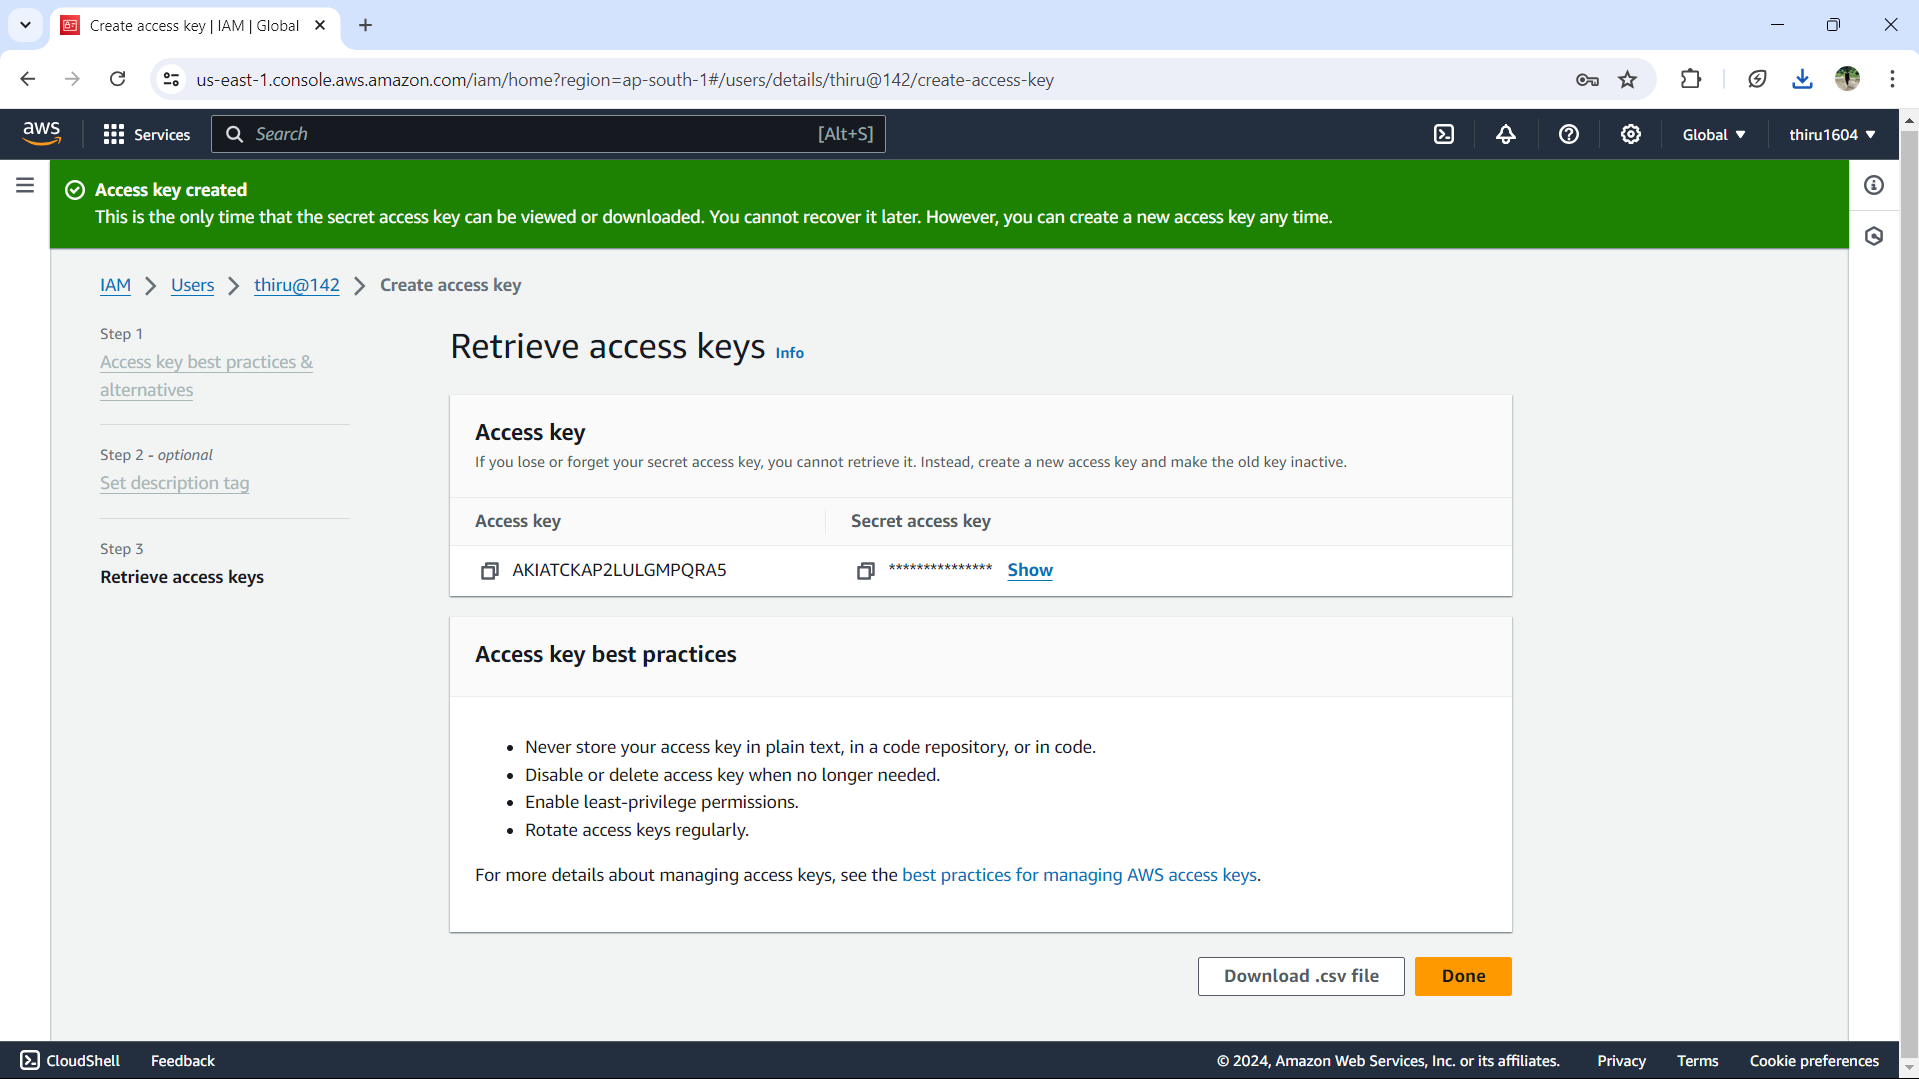 Create access key | IAM | Global
us-east-1.console.aws.amazon.com/iam/home?region=ap-south-1#/users/details/thiru@142/create-access-key
aws
Services
Search
[Alt+S]
Global
thiru1604
Access key created
This is the only time that the secret access key can be viewed or downloaded. You cannot recover it later. However, you can create a new access key any time.
IAM
Users
thiru@142
Create access key
Step 1
Access key best practices &
alternatives
Step 2 - optional
Set description tag
Step 3
Retrieve access keys
Retrieve access keys Info
Access key
If you lose or forget your secret access key, you cannot retrieve it. Instead, create a new access key and make the old key inactive.
Access key
Secret access key
AKIATCKAP2LULGMPQRA5
*************** Show
Access key best practices
• Never store your access key in plain text, in a code repository, or in code.
• Disable or delete access key when no longer needed.
• Enable least-privilege permissions.
• Rotate access keys regularly.
For more details about managing access keys, see the best practices for managing AWS access keys.
Download .csv file
Done
CloudShell
Feedback
© 2024, Amazon Web Services, Inc. or its affiliates.
Privacy
Terms
Cookie preferences